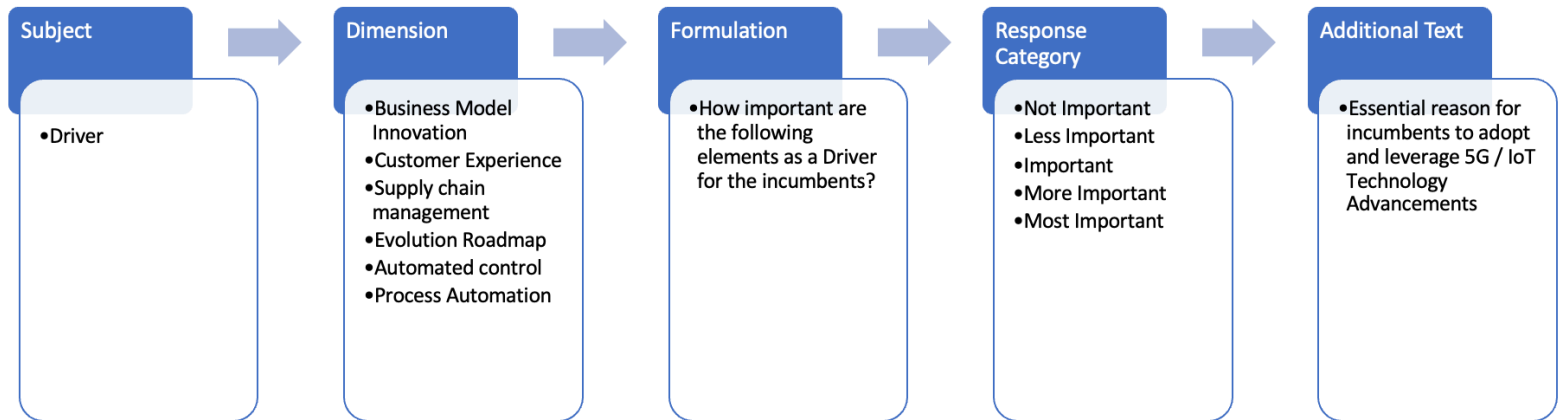 Subject
•Driver
Dimension
•Business Model
Innovation
•Customer Experience
•Supply chain
management
•Evolution Roadmap
•Automated control
•Process Automation
Formulation
•How important are
the following
elements as a Driver
for the incumbents?
Response
Category
•Not Important
•Less Important
•Important
•More Important
•Most Important
Additional Text
•Essential reason for
incumbents to adopt
and leverage 5G / IoT
Technology
Advancements